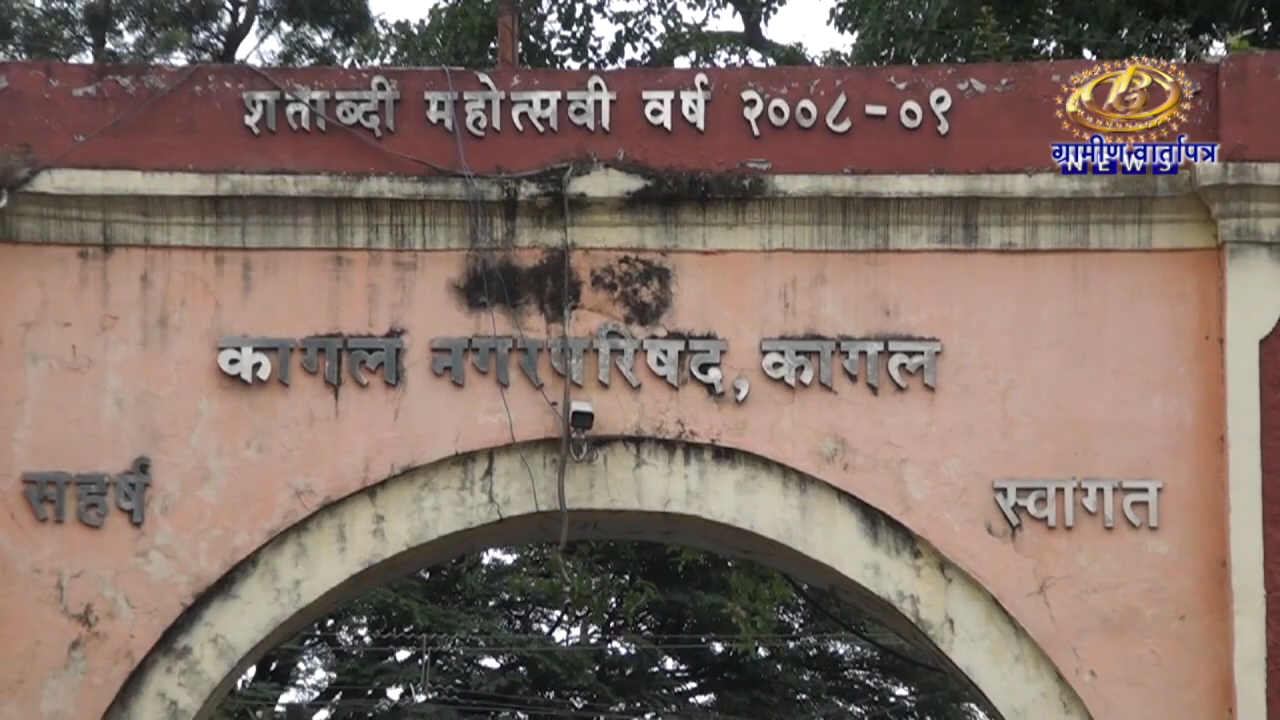 शताब्दी महोत्सवी वर्ष २००८-०९
ग्रामीण वार्तापत्र
NEWS
कागल नगरपरिषद, कागल
सहर्ष स्वागत